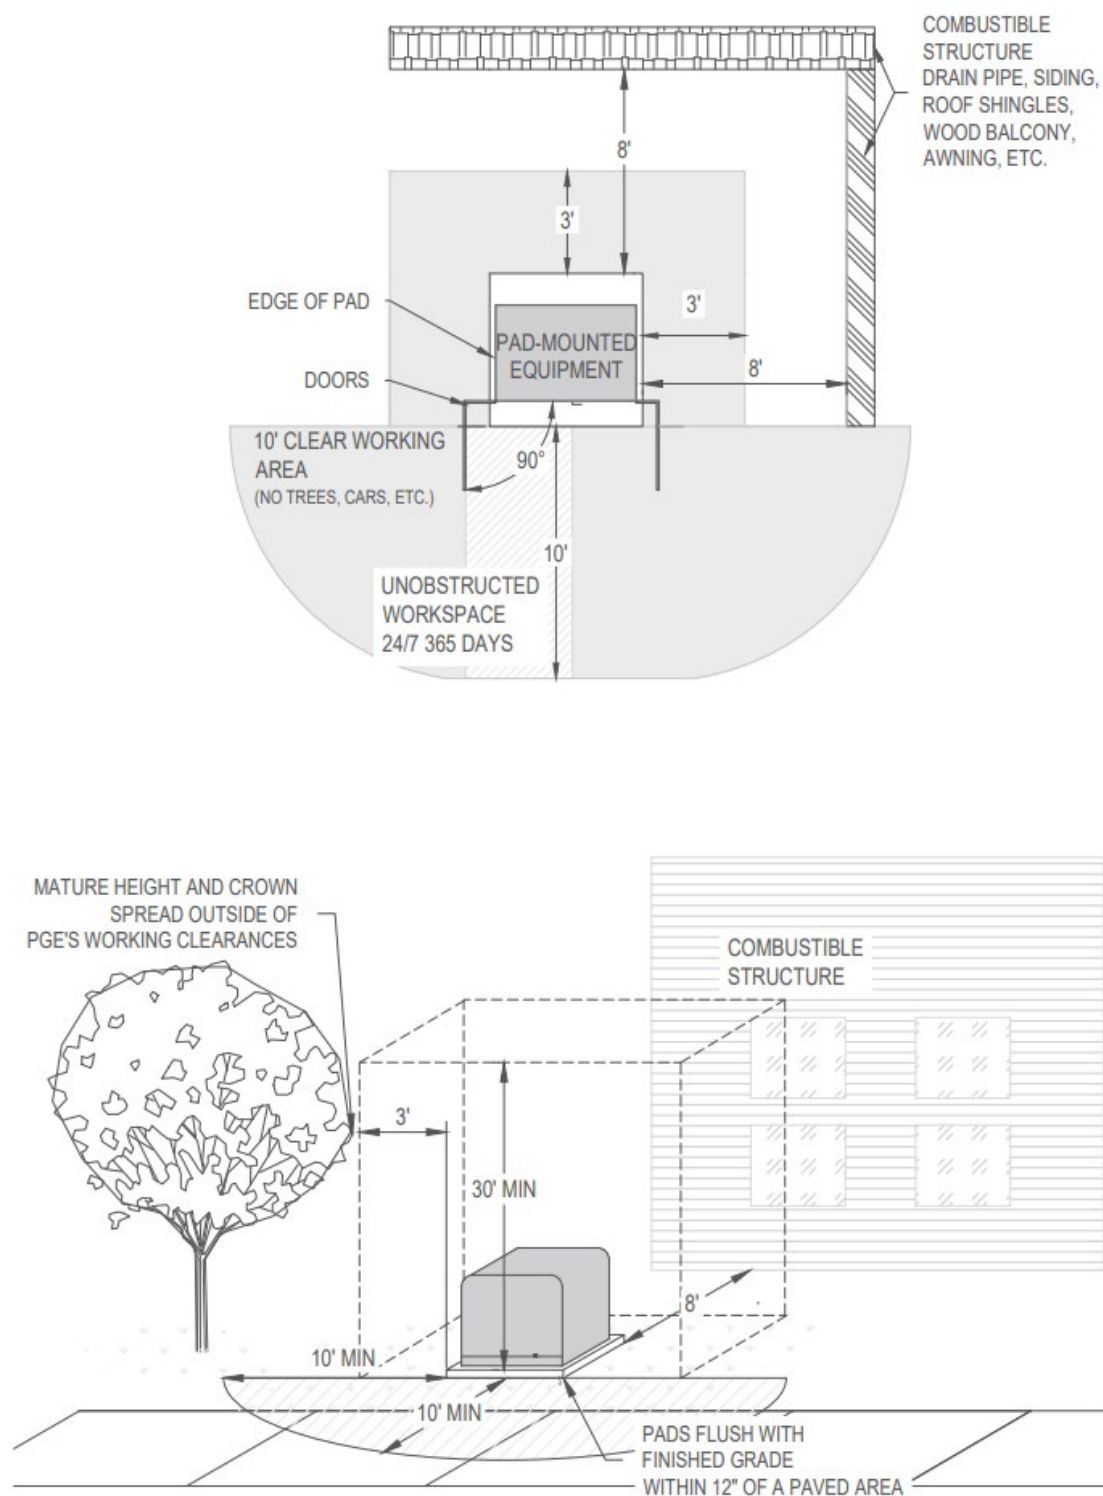 COMBUSTIBLE
STRUCTURE
DRAIN PIPE, SIDING,
ROOF SHINGLES,
WOOD BALCONY,
AWNING, ETC.
8'
3'
EDGE OF PAD
3'
PAD-MOUNTED
EQUIPMENT
DOORS
8'
10' CLEAR WORKING
AREA
(NO TREES, CARS, ETC.)
90°
10'
UNOBSTRUCTED
WORKSPACE
24/7 365 DAYS
MATURE HEIGHT AND CROWN
SPREAD OUTSIDE OF
PGE'S WORKING CLEARANCES
COMBUSTIBLE
STRUCTURE
3'
30' MIN
8'
10' MIN
10' MIN
PADS FLUSH WITH
FINISHED GRADE
WITHIN 12" OF A PAVED AREA